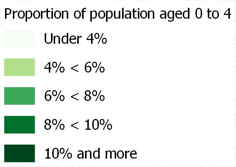 Proportion of population aged 0 to 4
Under 4%
4% < 6%
6% < 8%
8% < 10%
10% and more